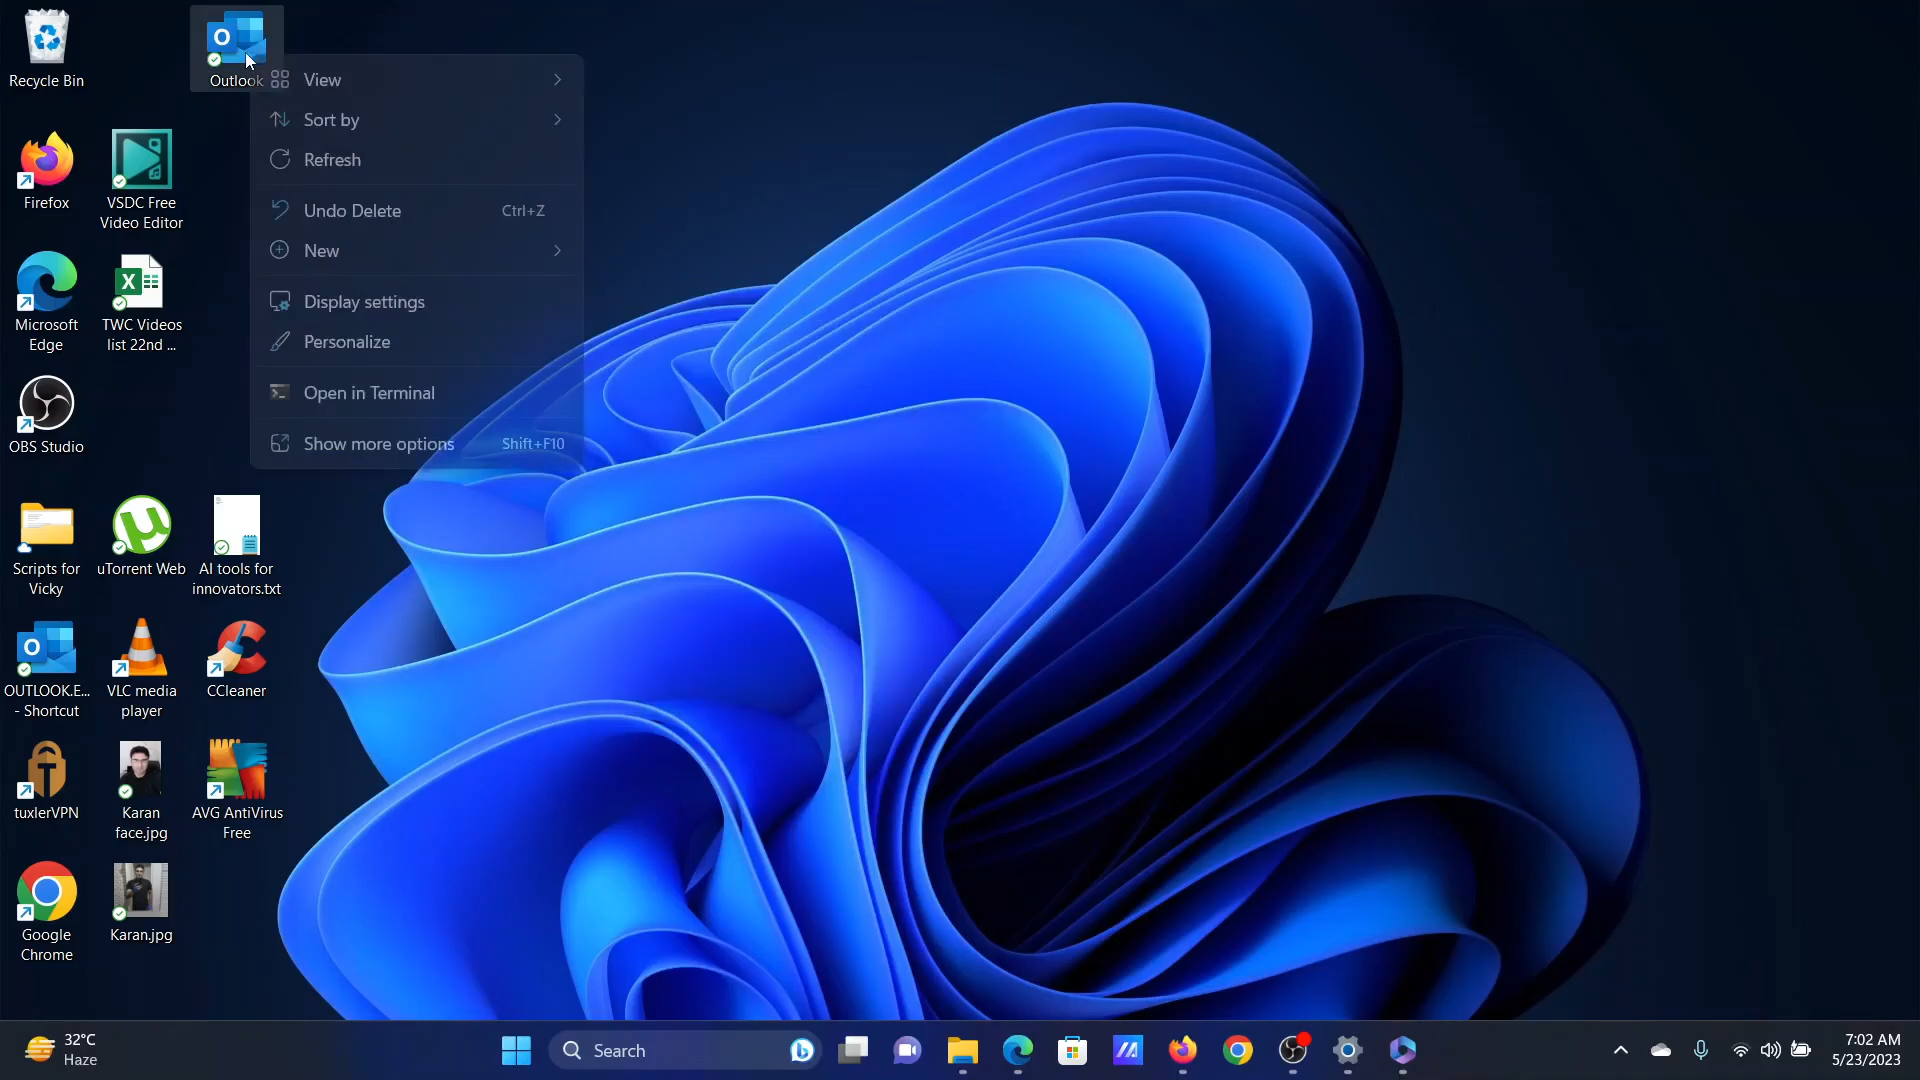 Recycle Bin
Outlook
Firefox
VSDC Free
Video Editor
Microsoft
Edge
TWC Videos
list 22nd ...
OBS Studio
Scripts for
Vicky
uTorrent Web
AI tools for
innovators.txt
OUTLOOK.E...
- Shortcut
VLC media
player
CCleaner
tuxlerVPN
Karan
face.jpg
AVG AntiVirus
Free
Google
Chrome
Karan.jpg
View
Sort by
Refresh
Undo Delete Ctrl+Z
New
Display settings
Personalize
Open in Terminal
Show more options Shift+F10
32°C
Haze
Search
7:02 AM
5/23/2023